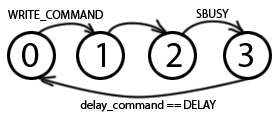 WRITE_COMMAND
SBUSY
0 1 2 3
delay_command == DELAY